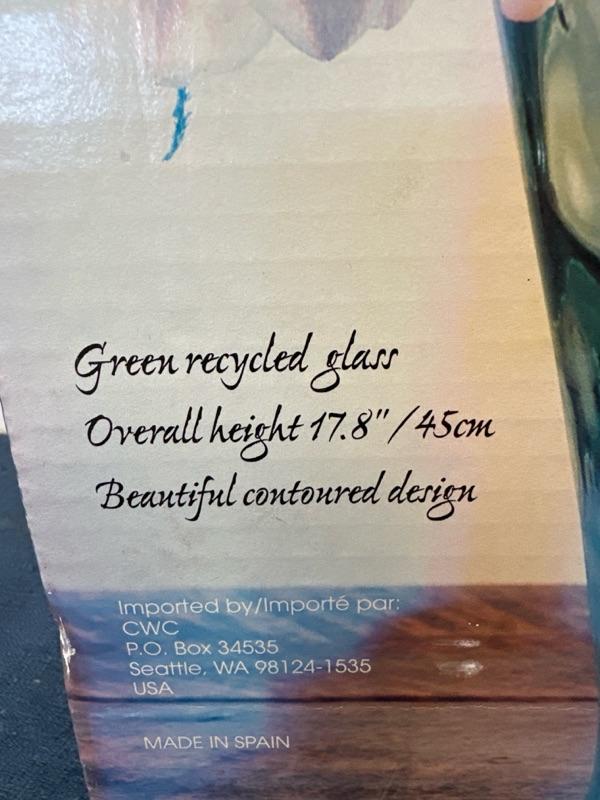 Green recycled glass
Overall height 17.8" / 45cm
Beautiful contoured design
Imported by/Importé par:
CWC
P.O. Box 34535
Seattle, WA 98124-1535
USA
MADE IN SPAIN